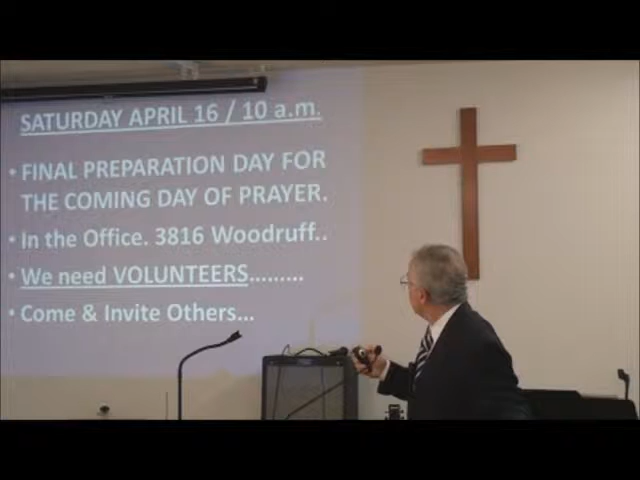 SATURDAY APRIL 16 / 10 a.m.
• FINAL PREPARATION DAY FOR
THE COMING DAY OF PRAYER.
• In the Office. 3816 Woodruff..
• We need VOLUNTEERS.........
• Come & Invite Others...